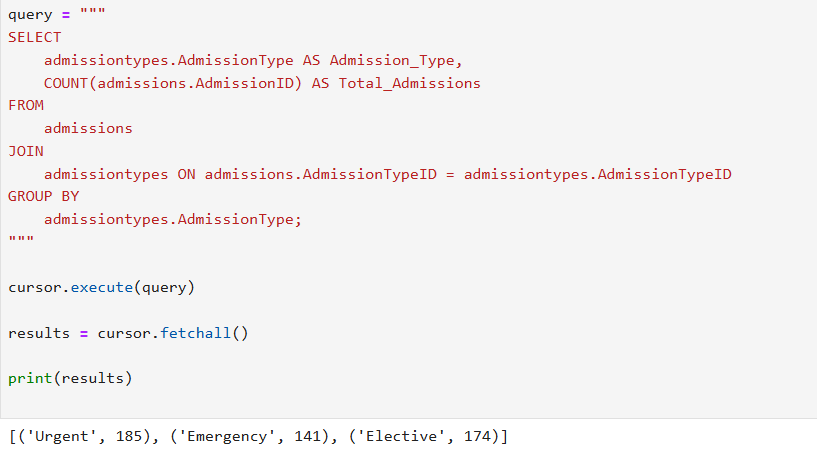 query = """
SELECT
    admissiontypes.AdmissionType AS Admission_Type,
    COUNT(admissions.AdmissionID) AS Total_Admissions
FROM
    admissions
JOIN
    admissiontypes ON admissions.AdmissionTypeID = admissiontypes.AdmissionTypeID
GROUP BY
    admissiontypes.AdmissionType;
"""
cursor.execute(query)
results = cursor.fetchall()
print(results)
[('Urgent', 185), ('Emergency', 141), ('Elective', 174)]